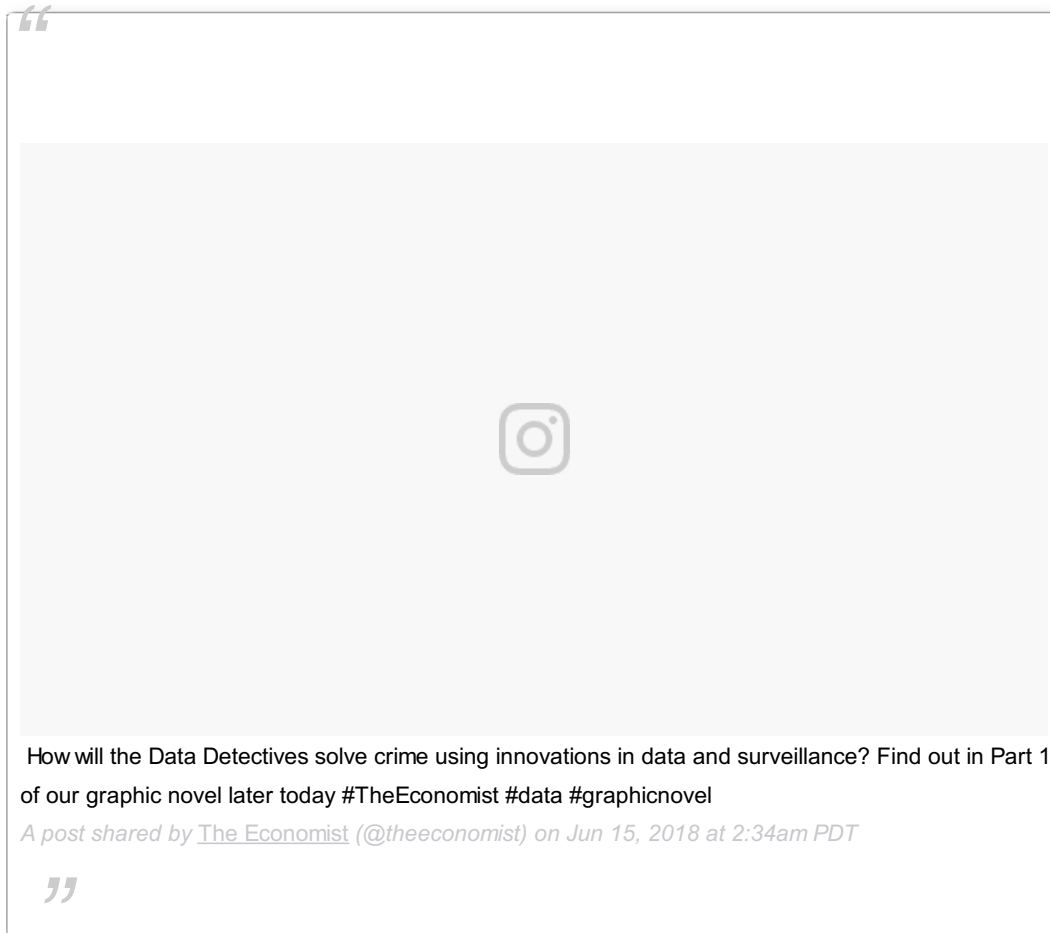 “
How will the Data Detectives solve crime using innovations in data and surveillance? Find out in Part 1
of our graphic novel later today #TheEconomist #data #graphicnovel
A post shared by The Economist (@theeconomist) on Jun 15, 2018 at 2:34am PDT
”